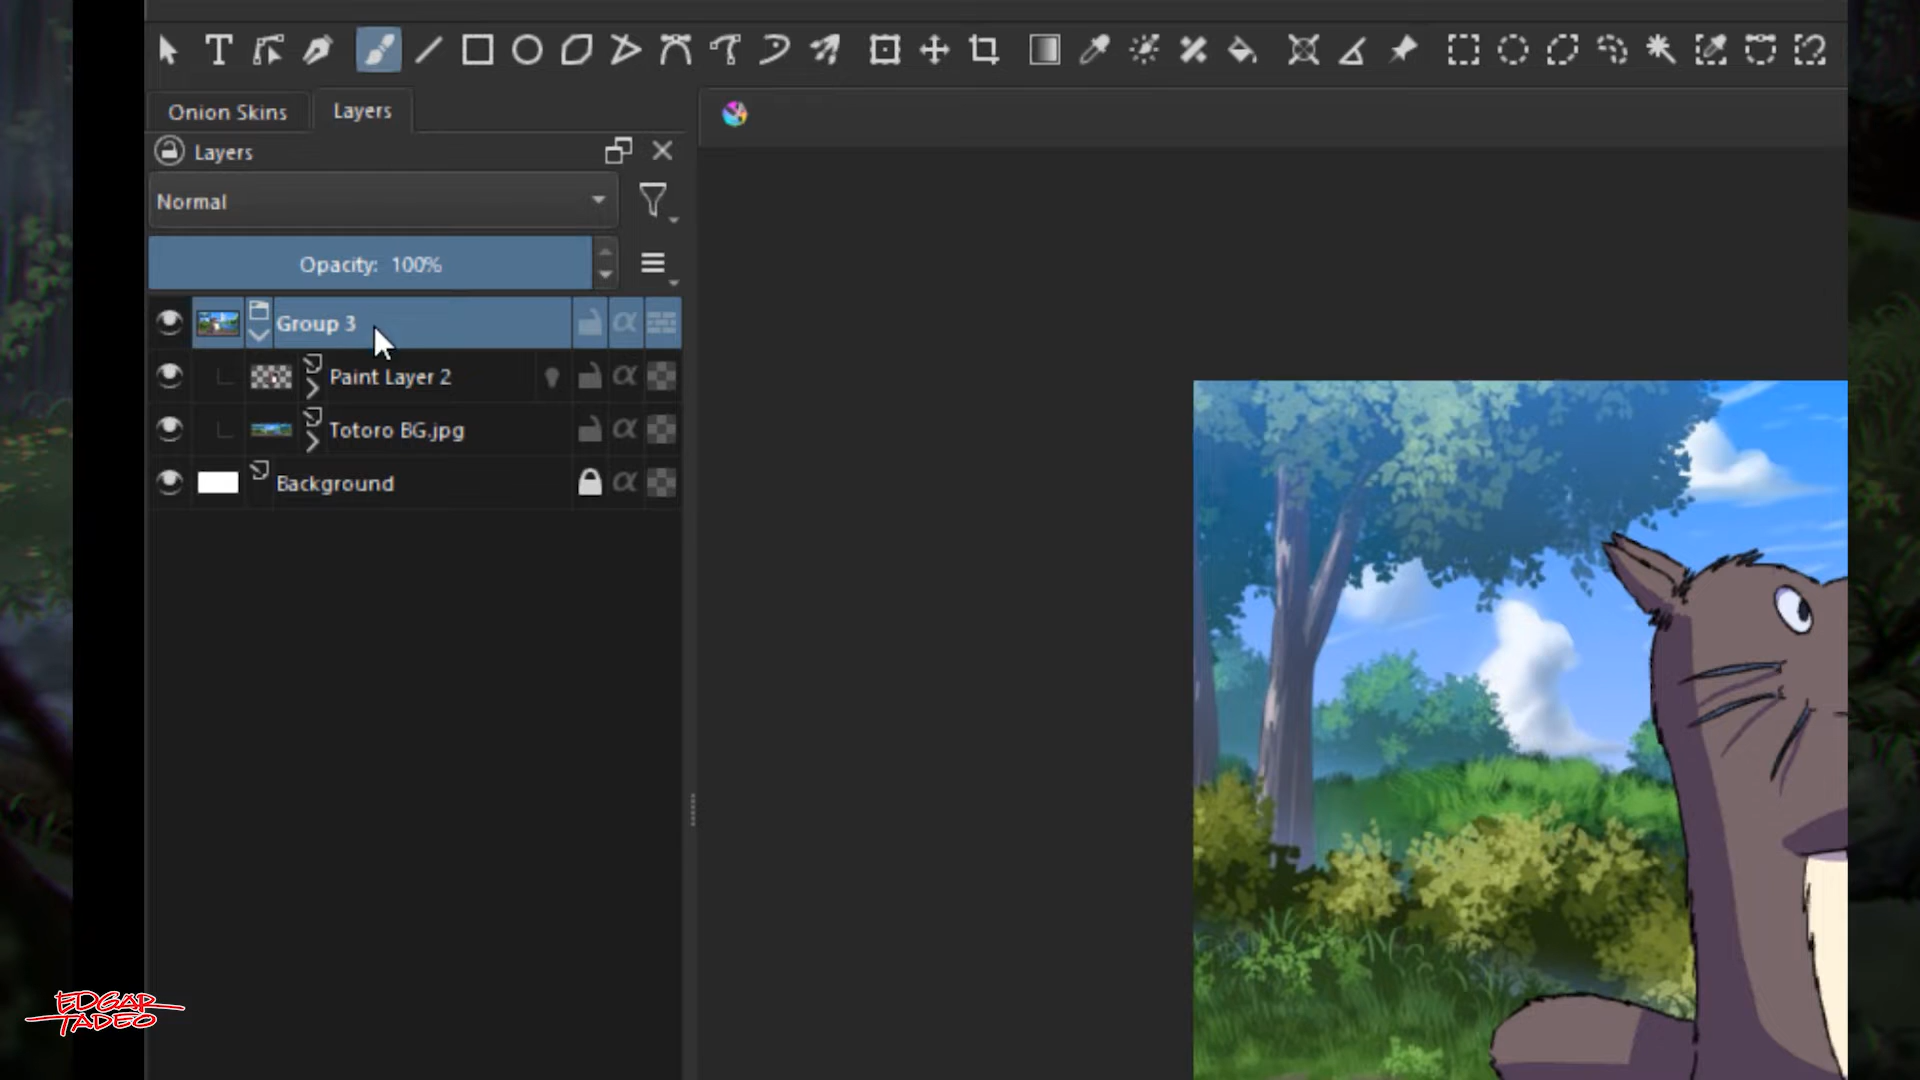 Onion Skins
Layers
Layers
Normal
Opacity: 100%
Group 3
Paint Layer 2
Totoro BG.jpg
Background
EDGAR
TADEO